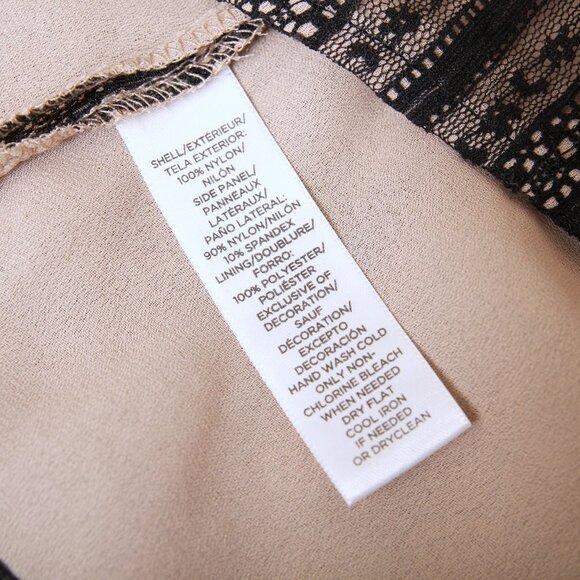 SHELL/EXTÉRIEUR/
TELA EXTERIOR:
100% NYLON/
NILÓN
SIDE PANEL/
PANNEAUX
LATÉRAUX/
PAÑO LATERAL:
90% NYLON/NILÓN
10% SPANDEX
LINING/DOUBLURE/
FORRO:
100% POLYESTER/
POLIÉSTER
EXCLUSIVE OF
DECORATION/
SAUF
DÉCORATION/
EXCEPTO
DECORACIÓN
HAND WASH COLD
ONLY NON-
CHLORINE BLEACH
WHEN NEEDED
DRY FLAT
COOL IRON
IF NEEDED
OR DRYCLEAN